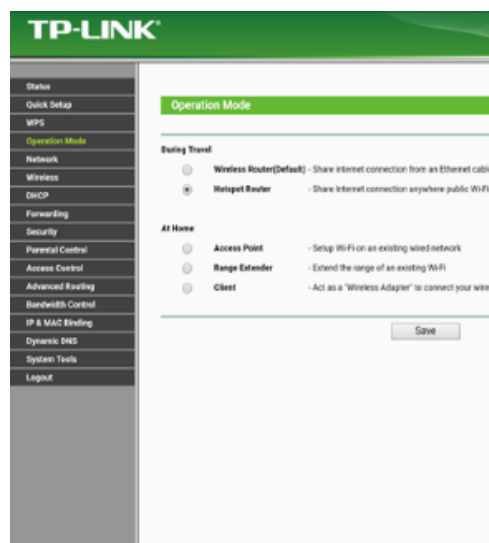 TP-LINK®
Status
Quick Setup
WPS
Operation Mode
Network
Wireless
DHCP
Forwarding
Security
Parental Control
Access Control
Advanced Routing
Bandwidth Control
IP & MAC Binding
Dynamic DNS
System Tools
Logout
Operation Mode
During Travel
Wireless Router(Default) - Share internet connection from an Ethernet cable
Hotspot Router - Share Internet connection anywhere public Wi-Fi
At Home
Access Point - Setup Wi-Fi on an existing wired network
Range Extender - Extend the range of an existing Wi-Fi
Client - Act as a "Wireless Adapter" to connect your wire
Save